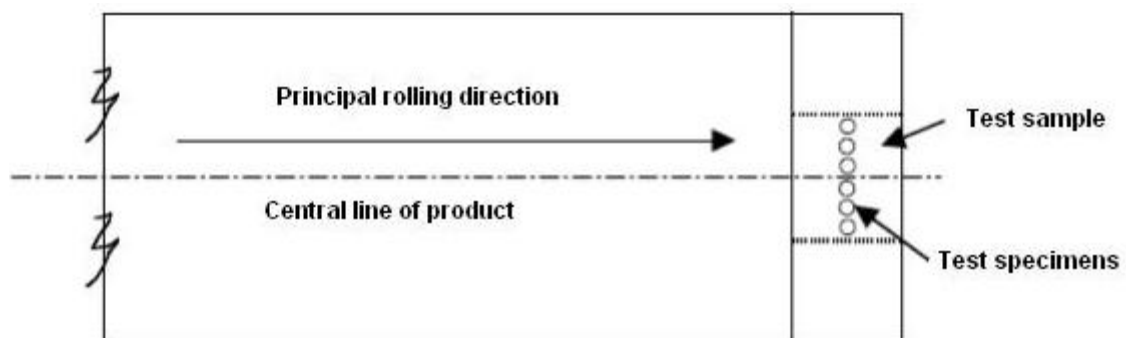 Principal rolling direction
Test sample
Central line of product
Test specimens